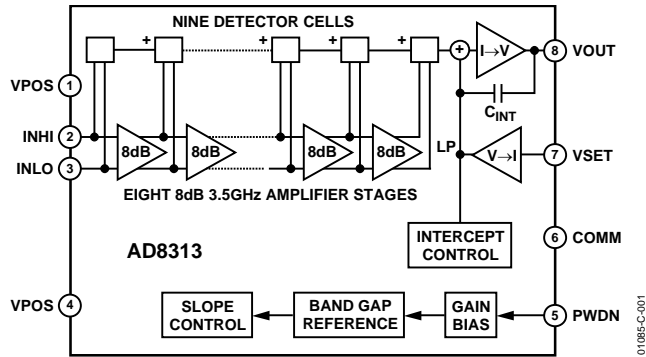 NINE DETECTOR CELLS
+ + + + +
I→V
8 VOUT
VPOS 1
CINT
INHI 2
8dB 8dB 8dB 8dB
LP
V→I
7 VSET
INLO 3
EIGHT 8dB 3.5GHz AMPLIFIER STAGES
AD8313
INTERCEPT
CONTROL
6 COMM
VPOS 4
SLOPE
CONTROL
BAND GAP
REFERENCE
GAIN
BIAS
5 PWDN
01085-C-001